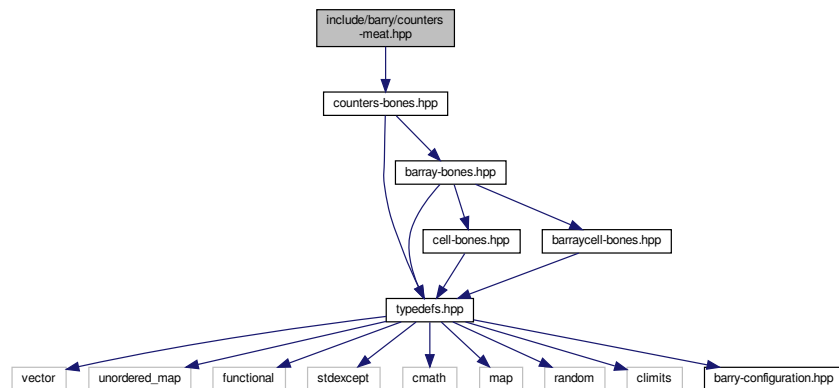 include/barry/counters
-meat.hpp
counters-bones.hpp
barray-bones.hpp
cell-bones.hpp
barraycell-bones.hpp
typedefs.hpp
vector
unordered_map
functional
stdexcept
cmath
map
random
climits
barry-configuration.hpp